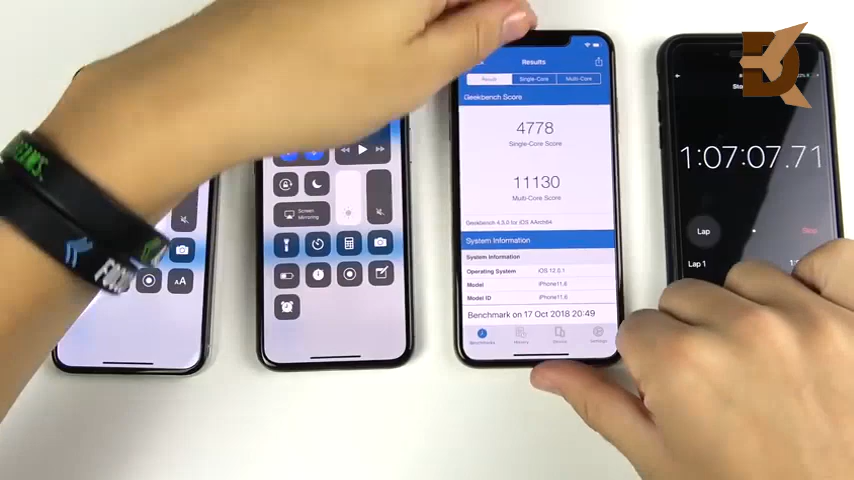 Results
Result Single-Core Multi-Core
Geekbench Score
4778
Single-Core Score
11130
Multi-Core Score
Geekbench 4.3.0 for iOS AArch64
System Information
System Information
Operating System iOS 12.0.1
Model iPhone11,6
Model ID iPhone11,6
Benchmark on 17 Oct 2018 20:49
Benchmarks History Device Settings
1:07:07.71
Lap Stop
Lap 1
Screen
Mirroring
AA